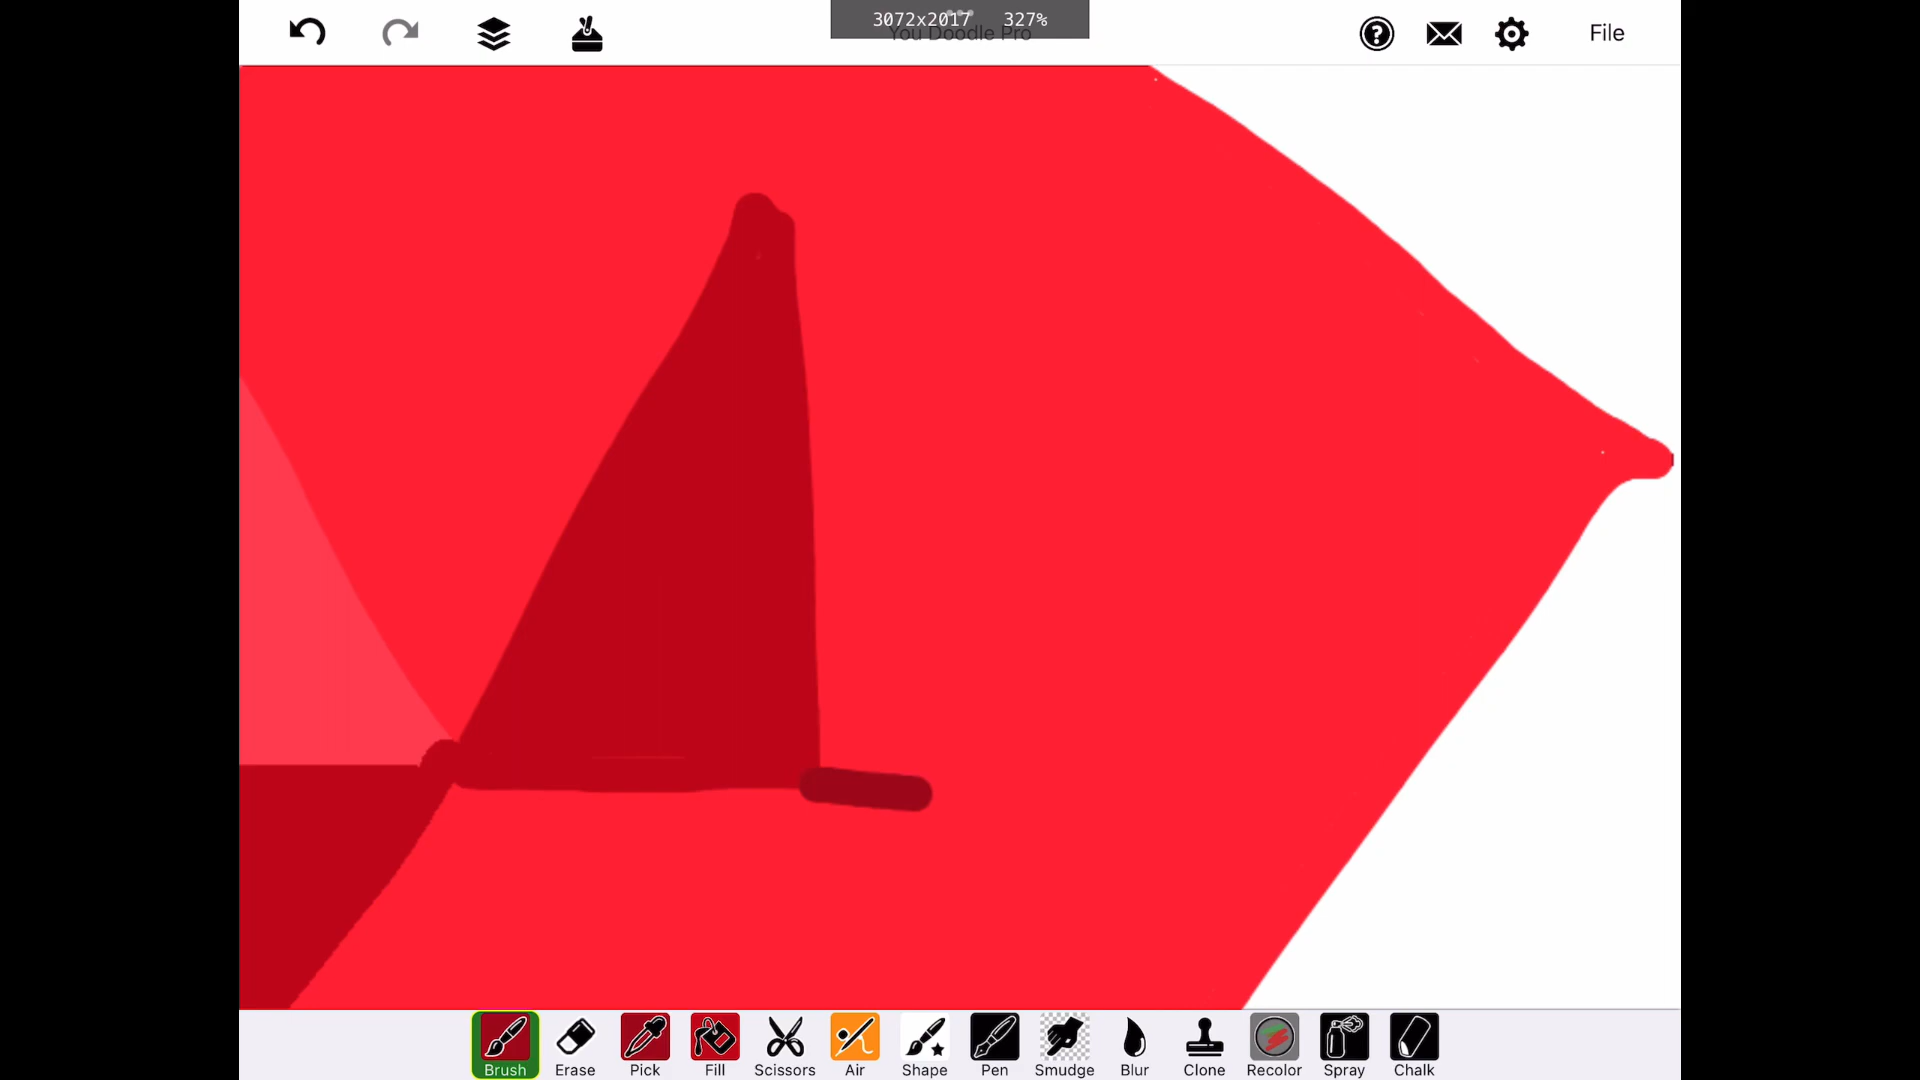 3072x2017 327%
You Doodle Pro
File
Brush Erase Pick Fill Scissors Air Shape Pen Smudge Blur Clone Recolor Spray Chalk